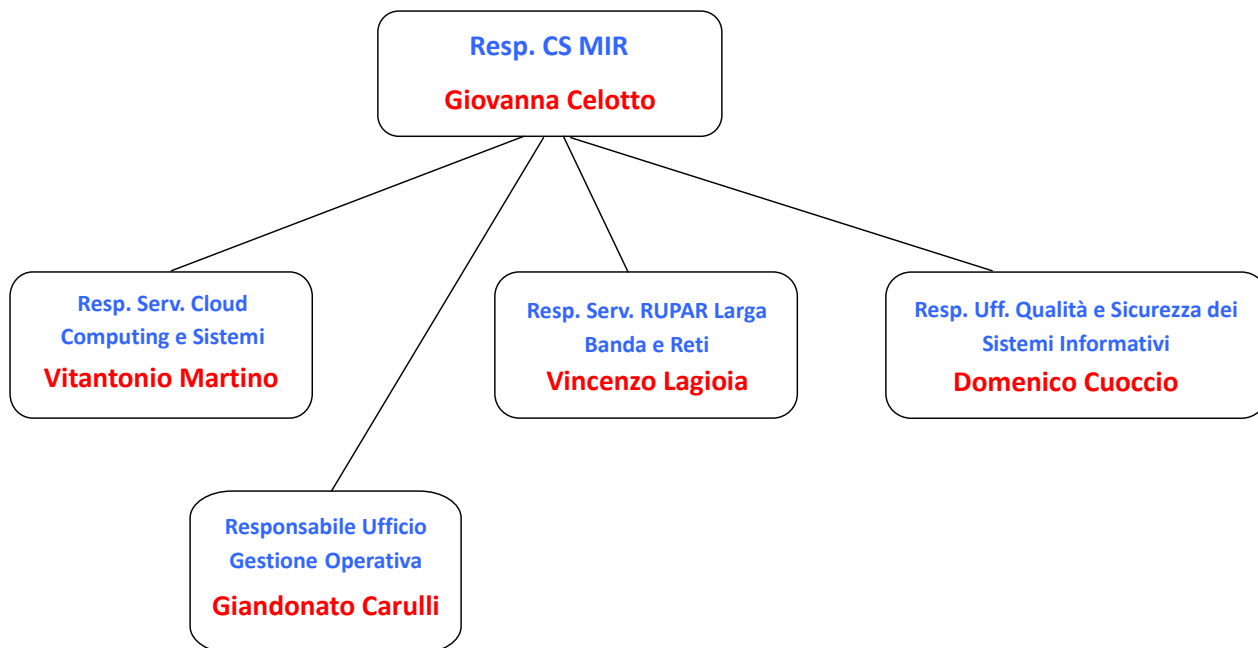 Resp. CS MIR
Giovanna Celotto
Resp. Serv. Cloud
Computing e Sistemi
Vitantonio Martino
Resp. Serv. RUPAR Larga
Banda e Reti
Vincenzo Lagioia
Resp. Uff. Qualità e Sicurezza dei
Sistemi Informativi
Domenico Cuoccio
Responsabile Ufficio
Gestione Operativa
Giandonato Carulli